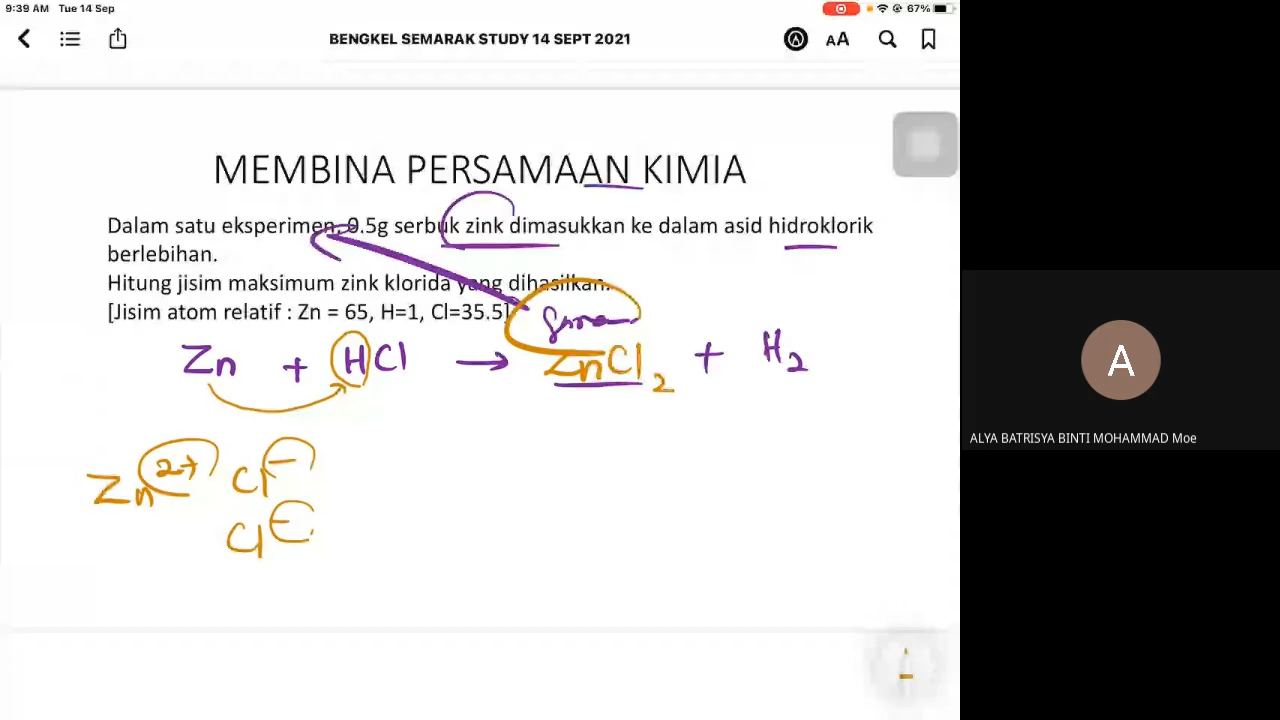 9:39 AM Tue 14 Sep
67%
BENGKEL SEMARAK STUDY 14 SEPT 2021
AA
MEMBINA PERSAMAAN KIMIA
Dalam satu eksperimen, 0.5g serbuk zink dimasukkan ke dalam asid hidroklorik
berlebihan.
Hitung jisim maksimum zink klorida yang dihasilkan.
[Jisim atom relatif : Zn = 65, H=1, Cl=35.5]
Zn + HCl → ZnCl2 + H2
Zn2+ Cl−
Cl−
A
ALYA BATRISYA BINTI MOHAMMAD Moe